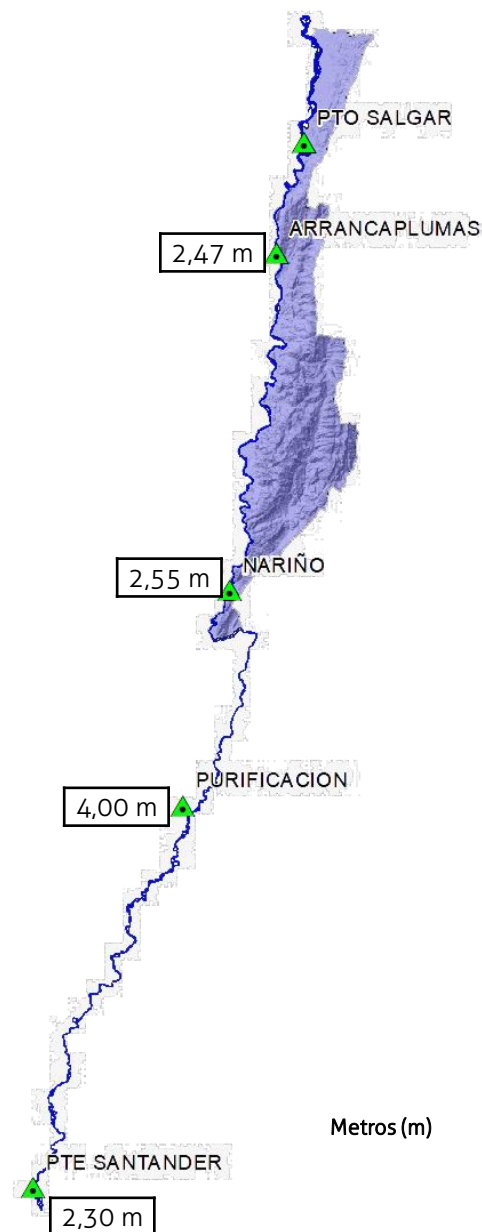 PTO SALGAR
ARRANCAPLUMAS
2,47 m
NARIÑO
2,55 m
PURIFICACION
4,00 m
Metros (m)
PTE SANTANDER
2,30 m